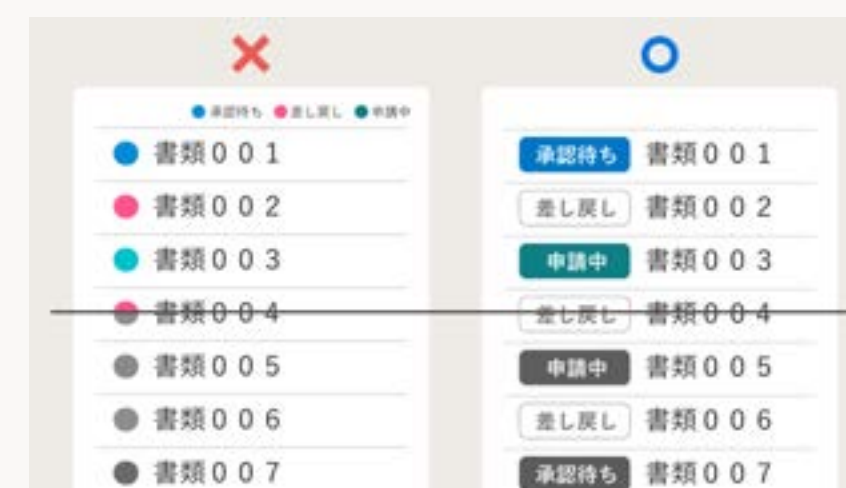 承認待ち 差し戻し 申請中
書類001
書類002
書類003
書類004
書類005
書類006
書類007
承認待ち 書類001
差し戻し 書類002
申請中 書類003
差し戻し 書類004
申請中 書類005
差し戻し 書類006
承認待ち 書類007